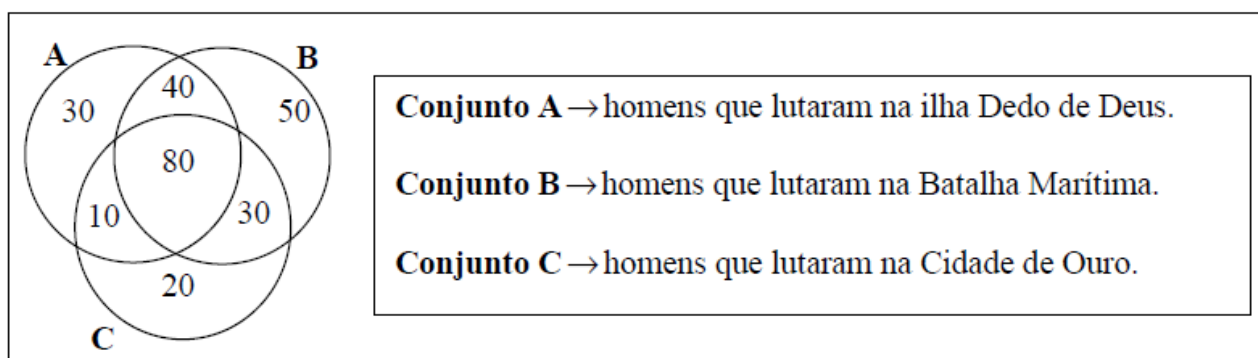 A
B
40
30
50
80
10
30
20
C
Conjunto A → homens que lutaram na ilha Dedo de Deus.
Conjunto B → homens que lutaram na Batalha Marítima.
Conjunto C → homens que lutaram na Cidade de Ouro.